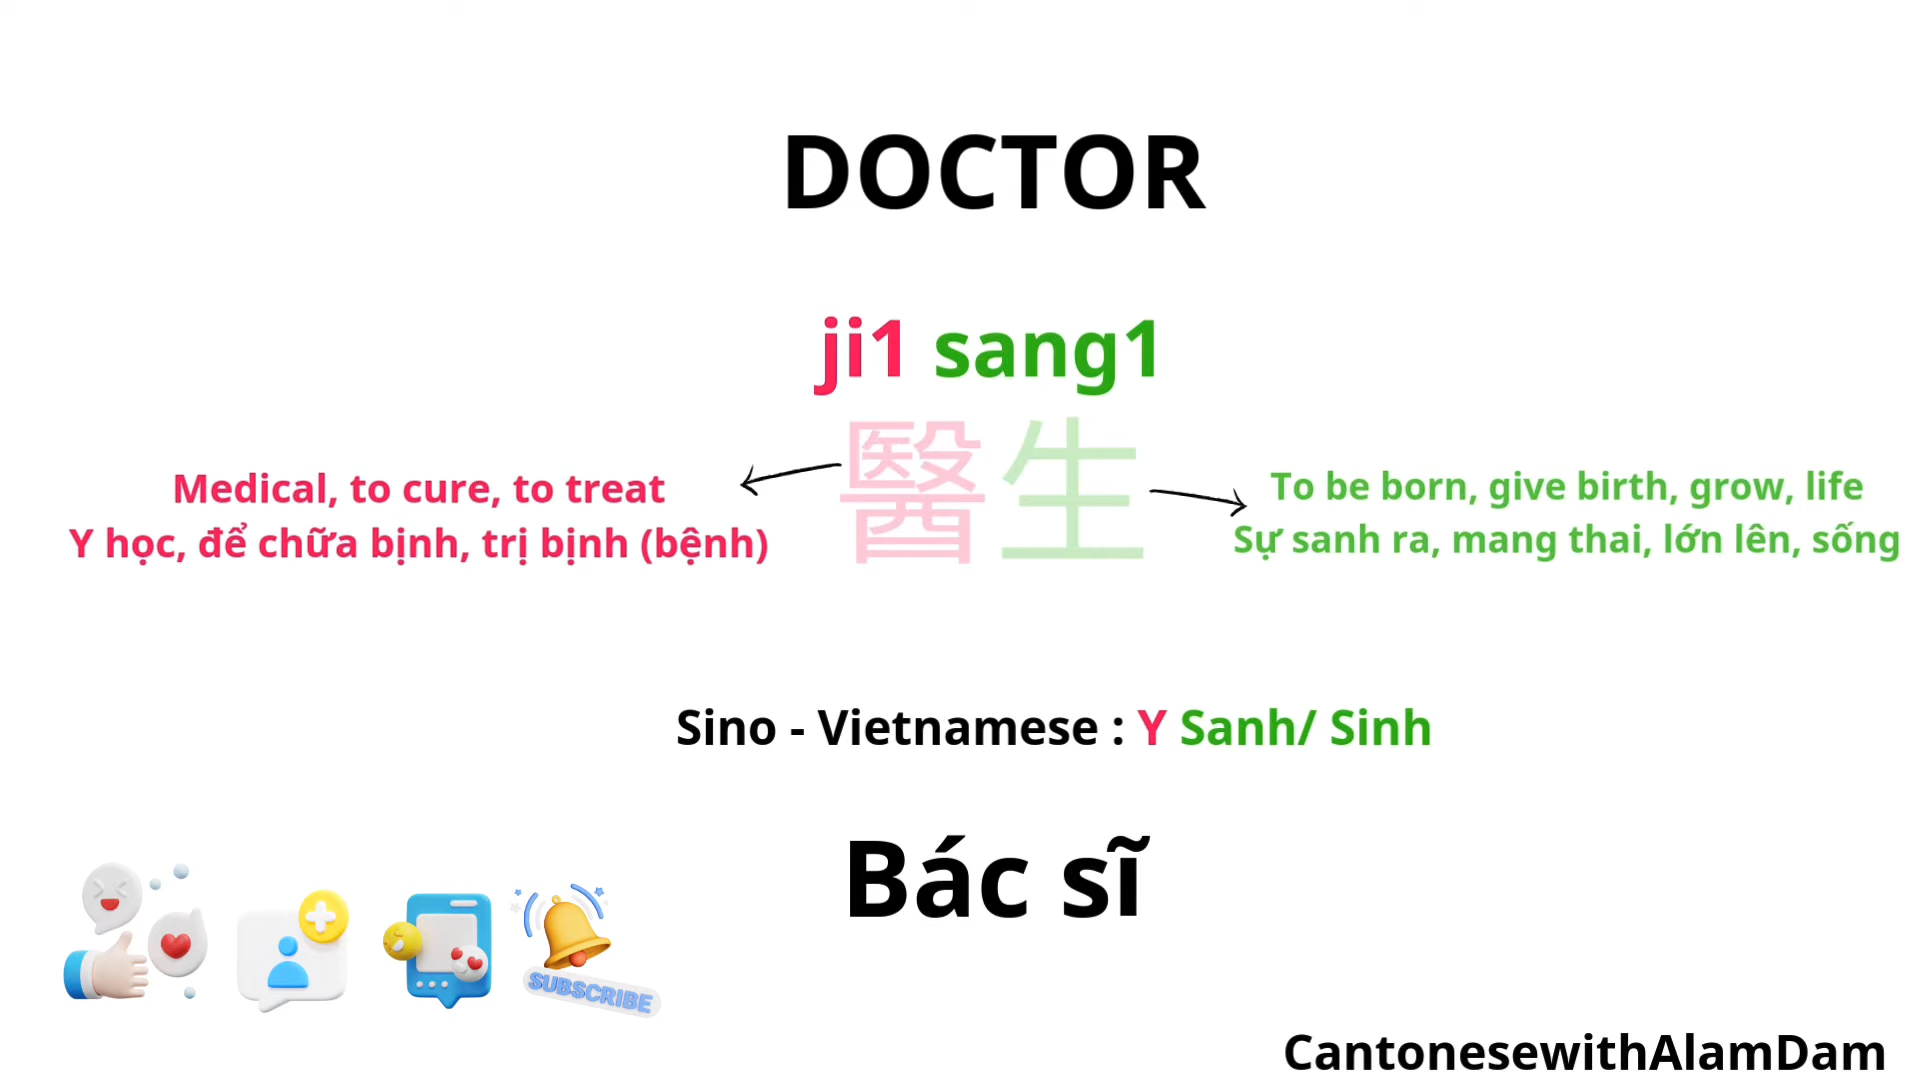 DOCTOR
ji1 sang1
醫生
Medical, to cure, to treat
Y học, để chữa bịnh, trị bịnh (bệnh)
To be born, give birth, grow, life
Sự sanh ra, mang thai, lớn lên, sống
Sino - Vietnamese : Y Sanh/ Sinh
Bác sĩ
SUBSCRIBE
CantonesewithAlamDam